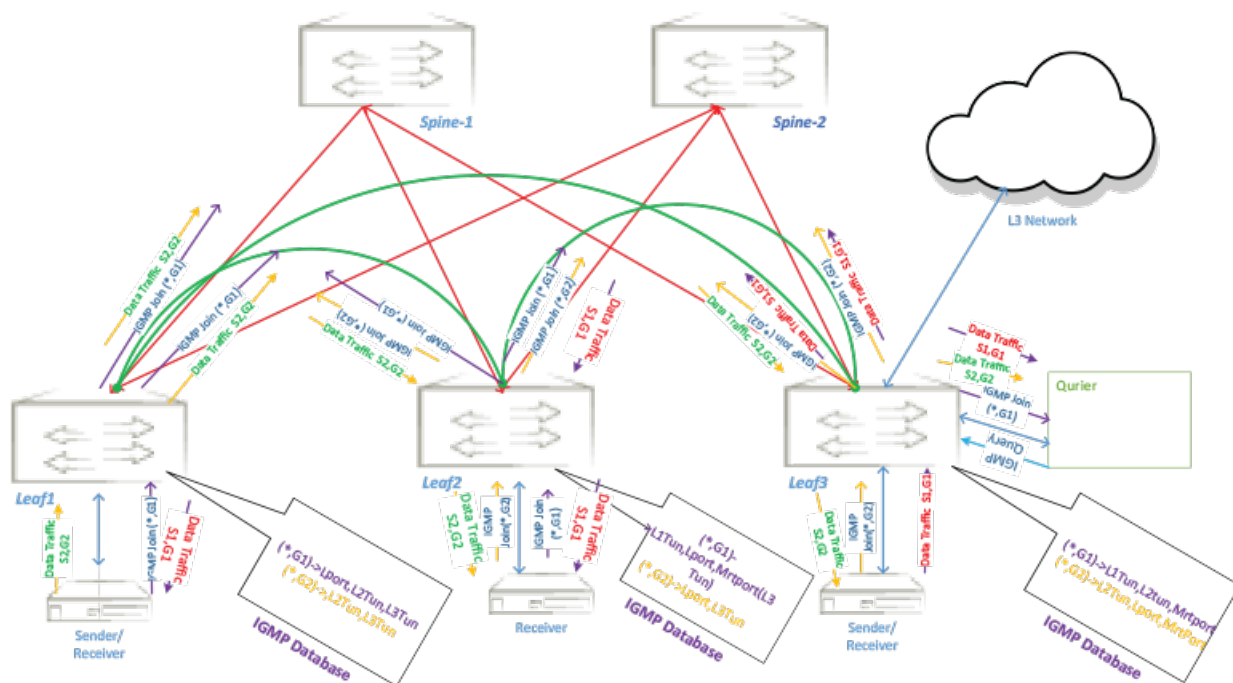 Spine-1
Spine-2
L3 Network
Data Traffic S2,G2
IGMP Join (*,G1)
IGMP Join (*,G1)
Data Traffic S2,G2
IGMP Join (*,G1)
IGMP Join (*,G2)
Data Traffic S2,G2
IGMP Join (*,G1)
IGMP Join (*,G2)
Data Traffic
S1,G1
Data Traffic S1,G1
IGMP Join (*,G2)
Data Traffic S2,G2
Data Traffic S1,G1
IGMP Join (*,G2)
Data Traffic
S1,G1
Data Traffic
S2,G2
IGMP Join
(*,G1)
IGMP
Query
Qurier
Leaf1
Leaf2
Leaf3
Data Traffic
S2,G2
IGMP Join (*,G1)
Data Traffic
S1,G1
Sender/
Receiver
(*,G1)->Lport,L2Tun,L3Tun
(*,G2)->,L2Tun,L3Tun
IGMP Database
Data Traffic
S2,G2
IGMP
Join(*,G2)
IGMP Join
(*,G1)
Data Traffic
S1,G1
Receiver
(*,G1)-
>L1Tun,Lport,Mrtport(L3
Tun)
(*,G2)->Lport,L3Tun
IGMP Database
Data Traffic
S2,G2
IGMP
Join(*,G2)
Data Traffic S1,G1
Sender/
Receiver
(*,G1)->L1Tun,L2tun,Mrtport
(*,G2)->L2Tun,Lport,MrtPort
IGMP Database